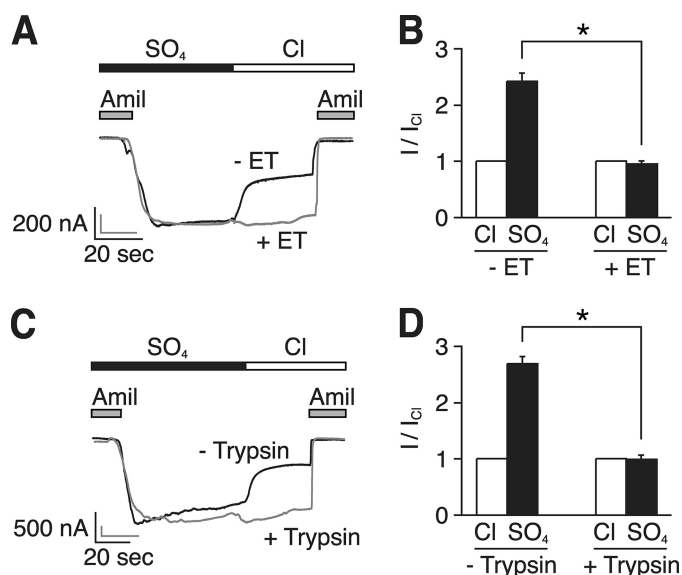 A
SO₄ Cl
Amil Amil
- ET
200 nA
20 sec
+ ET
B
*
3
2
1
0
I / I_Cl
Cl SO₄ Cl SO₄
- ET + ET
C
SO₄ Cl
Amil Amil
- Trypsin
500 nA
20 sec
+ Trypsin
D
*
3
2
1
0
I / I_Cl
Cl SO₄ Cl SO₄
- Trypsin + Trypsin